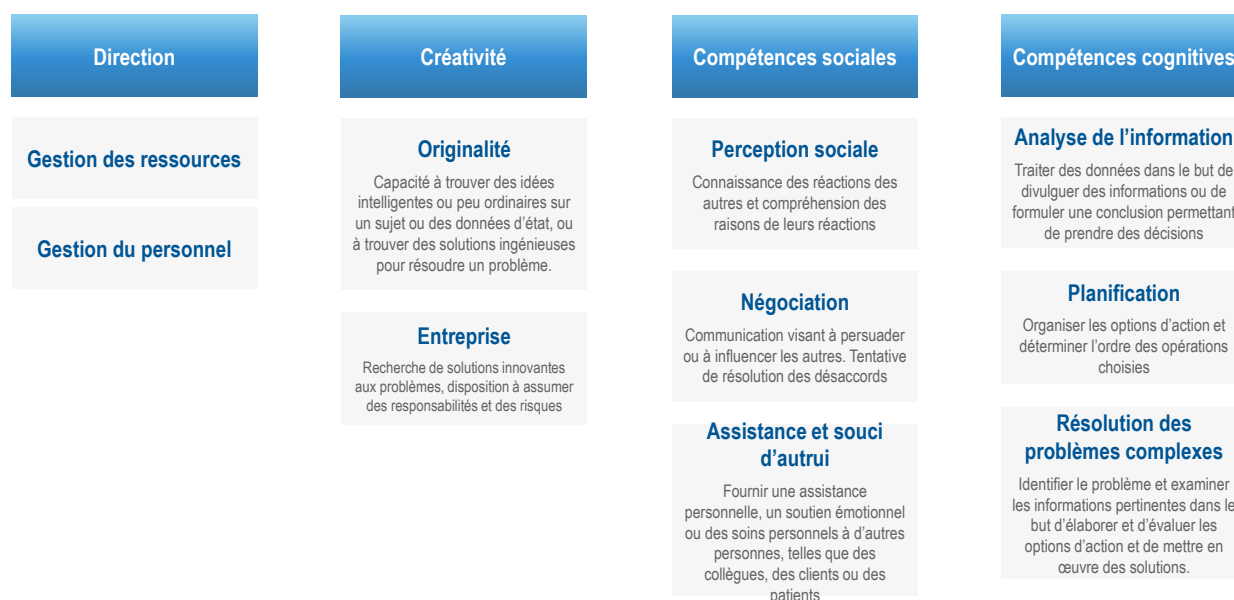 Direction
Gestion des ressources
Gestion du personnel
Créativité
Originalité
Capacité à trouver des idées
intelligentes ou peu ordinaires sur
un sujet ou des données d’état, ou
à trouver des solutions ingénieuses
pour résoudre un problème.
Entreprise
Recherche de solutions innovantes
aux problèmes, disposition à assumer
des responsabilités et des risques
Compétences sociales
Perception sociale
Connaissance des réactions des
autres et compréhension des
raisons de leurs réactions
Négociation
Communication visant à persuader
ou à influencer les autres. Tentative
de résolution des désaccords
Assistance et souci
d’autrui
Fournir une assistance
personnelle, un soutien émotionnel
ou des soins personnels à d’autres
personnes, telles que des
collègues, des clients ou des
patients
Compétences cognitives
Analyse de l’information
Traiter des données dans le but de
divulguer des informations ou de
formuler une conclusion permettant
de prendre des décisions
Planification
Organiser les options d’action et
déterminer l’ordre des opérations
choisies
Résolution des
problèmes complexes
Identifier le problème et examiner
les informations pertinentes dans le
but d’élaborer et d’évaluer les
options d’action et de mettre en
œuvre des solutions.